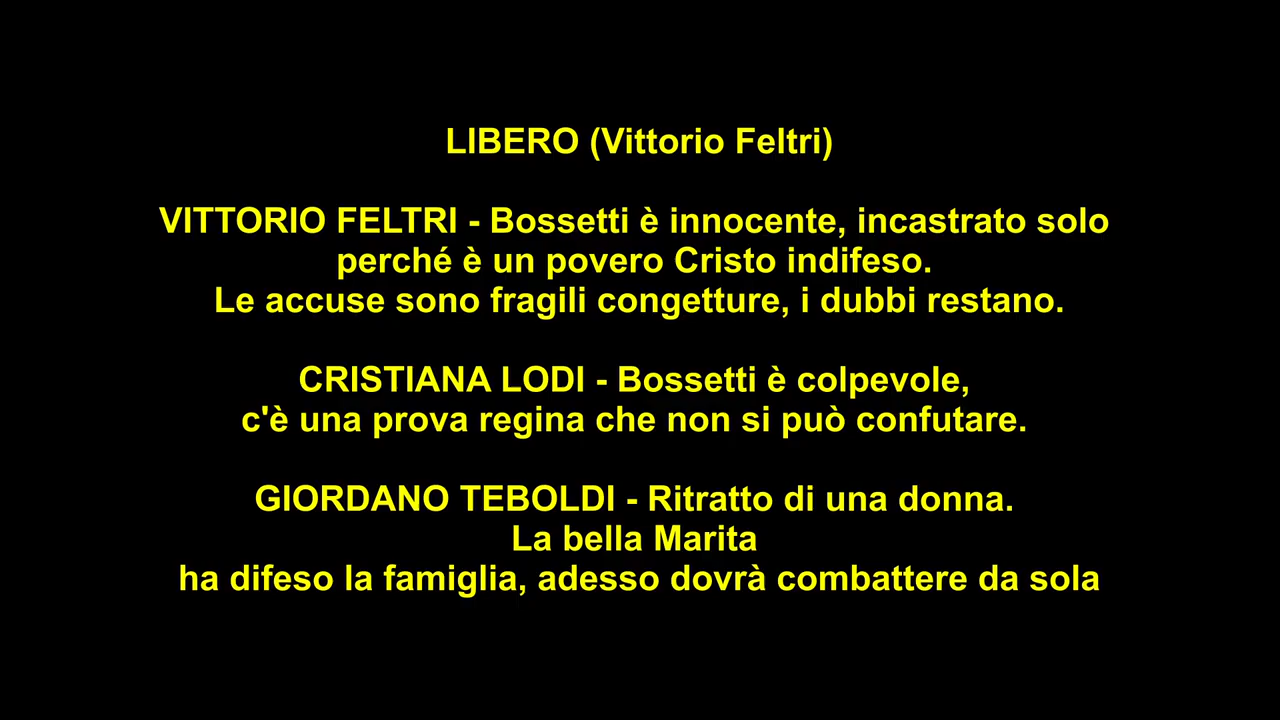 LIBERO (Vittorio Feltri)
VITTORIO FELTRI - Bossetti è innocente, incastrato solo
perché è un povero Cristo indifeso.
Le accuse sono fragili congetture, i dubbi restano.
CRISTIANA LODI - Bossetti è colpevole,
c'è una prova regina che non si può confutare.
GIORDANO TEBOLDI - Ritratto di una donna.
La bella Marita
ha difeso la famiglia, adesso dovrà combattere da sola